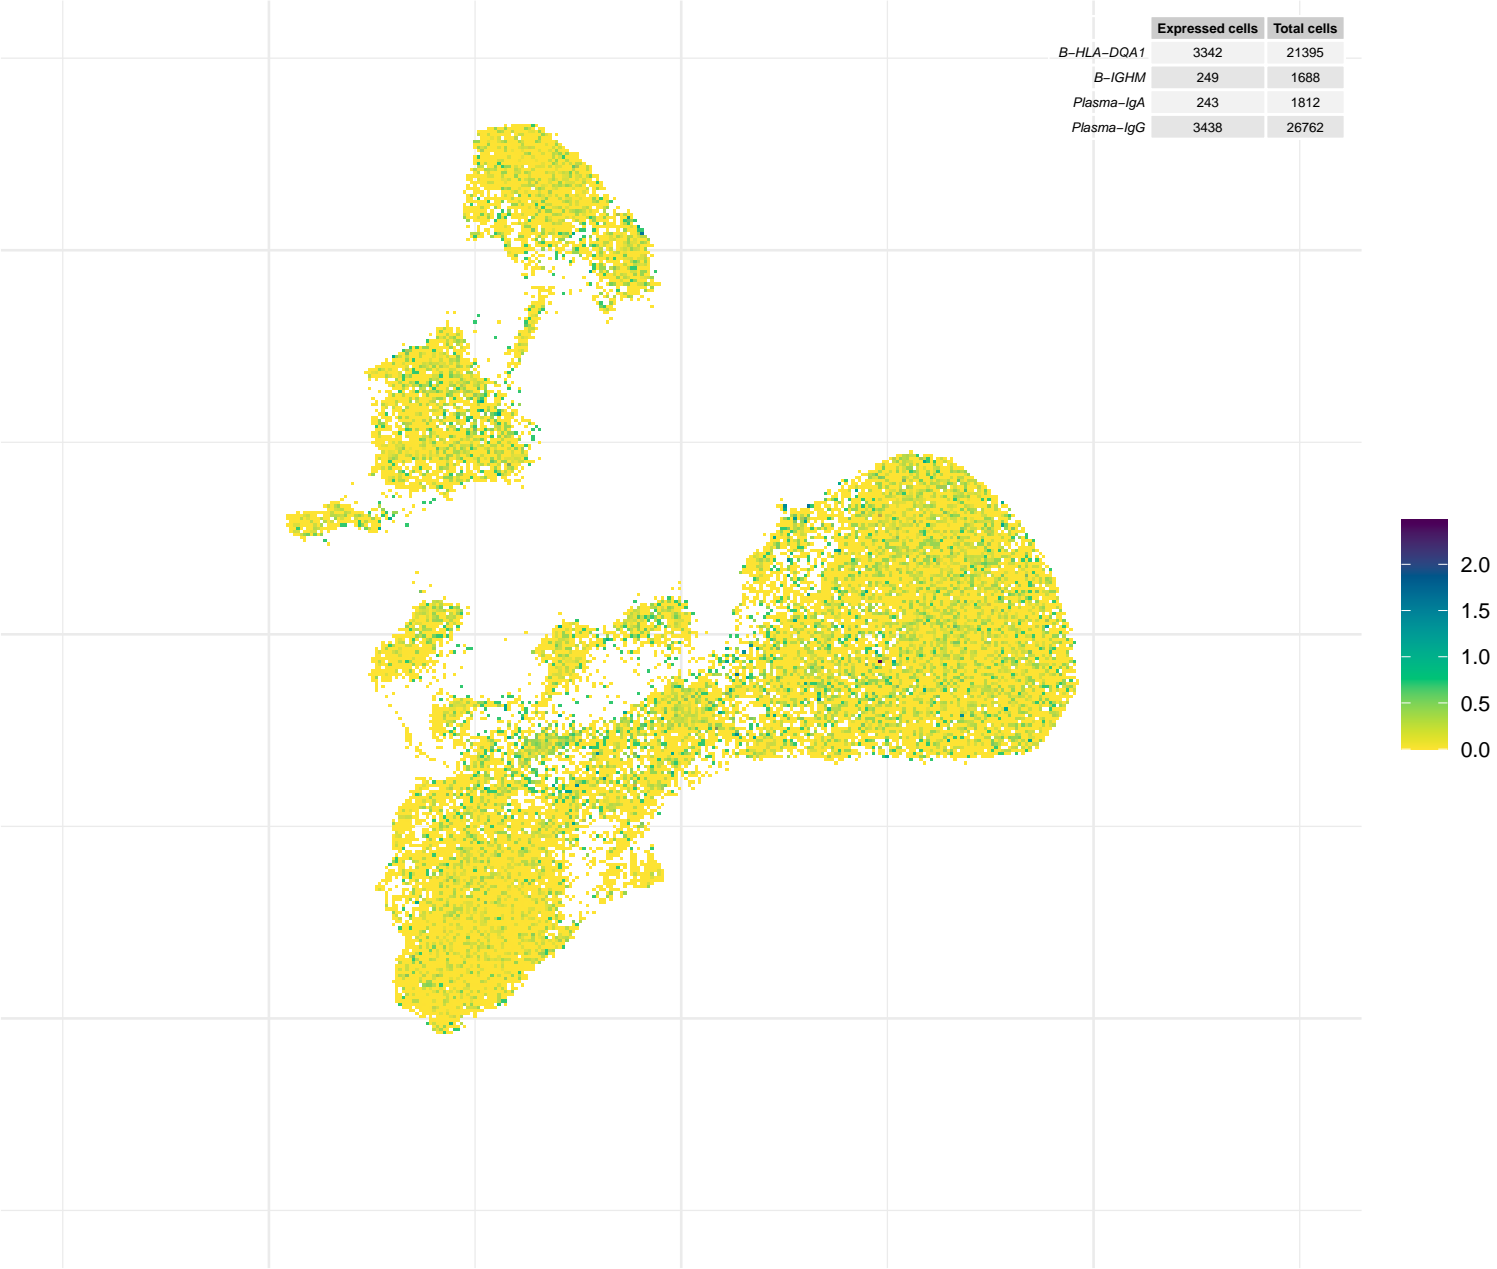 Expressed cells Total cells
B−HLA−DQA1 3342 21395
B−IGHM 249 1688
Plasma−IgA 243 1812
Plasma−IgG 3438 26762
2.0
1.5
1.0
0.5
0.0